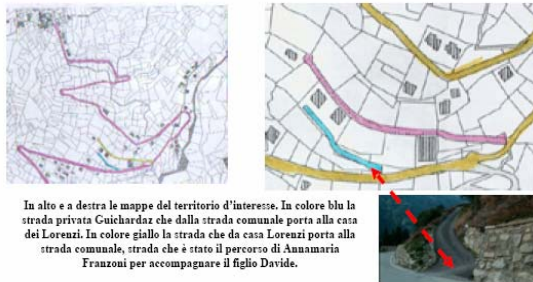 In alto e a destra le mappe del territorio d'interesse. In colore blu la
strada privata Guichardaz che dalla strada comunale porta alla casa
dei Lorenzi. In colore giallo la strada che da casa Lorenzi porta alla
strada comunale, strada che è stato il percorso di Annamaria
Franzoni per accompagnare il figlio Davide.